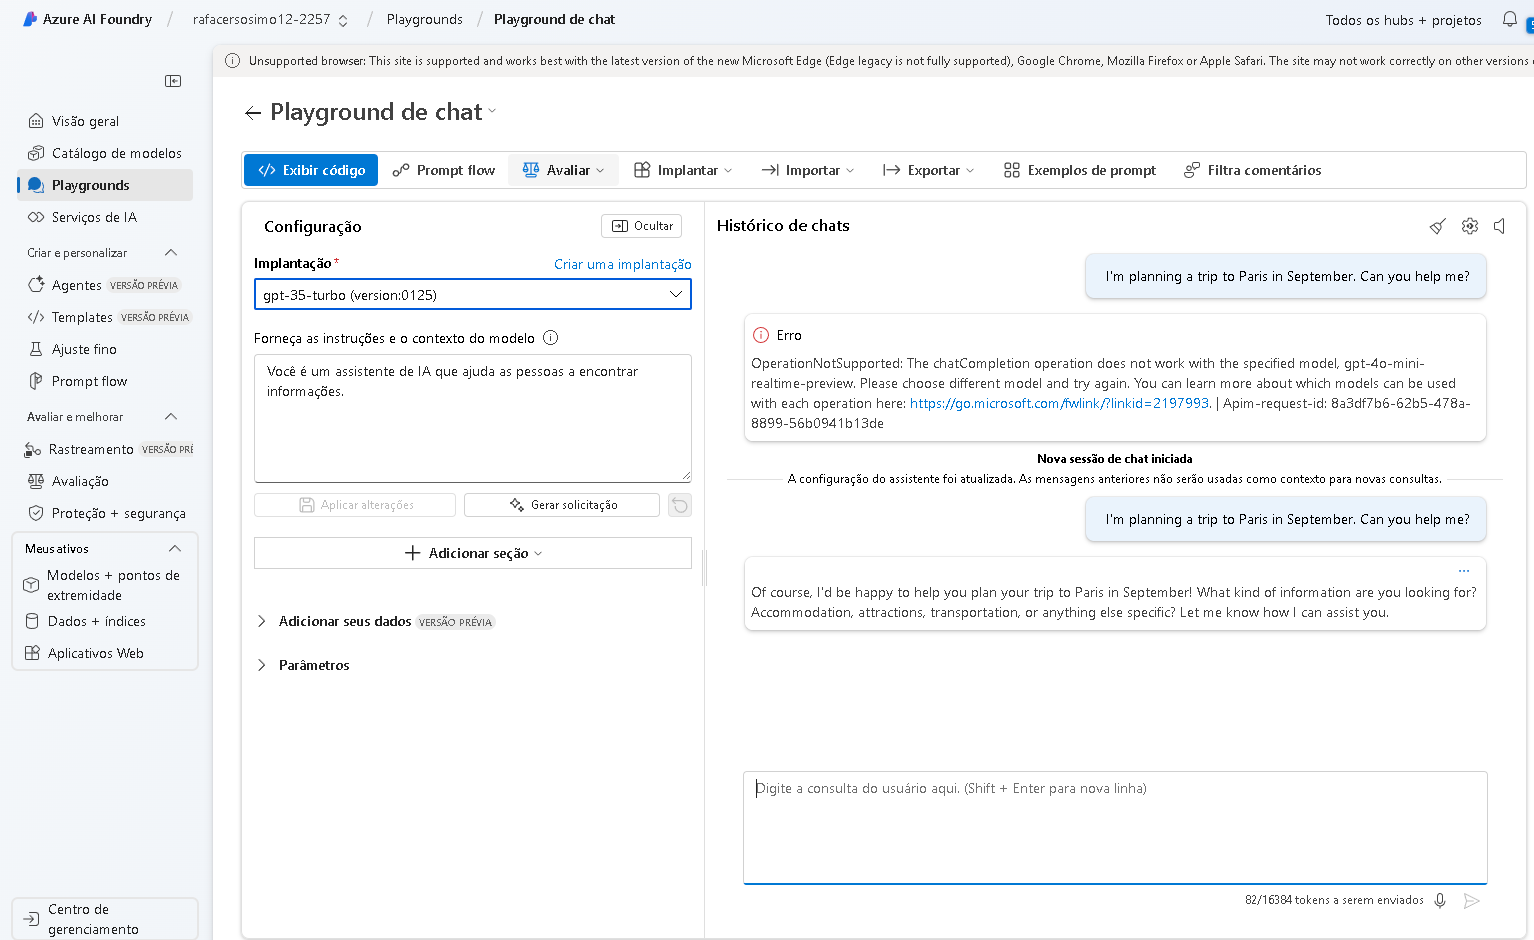 Azure AI Foundry / rafacersosimo12-2257 / Playgrounds / Playground de chat
Todos os hubs + projetos
Unsupported browser: This site is supported and works best with the latest version of the new Microsoft Edge (Edge legacy is not fully supported), Google Chrome, Mozilla Firefox or Apple Safari. The site may not work correctly on other versions
Visão geral
Catálogo de modelos
Playgrounds
Serviços de IA
Criar e personalizar
Agentes VERSÃO PRÉVIA
Templates VERSÃO PRÉVIA
Ajuste fino
Prompt flow
Avaliar e melhorar
Rastreamento VERSÃO PRÉ
Avaliação
Proteção + segurança
Meus ativos
Modelos + pontos de
extremidade
Dados + índices
Aplicativos Web
Centro de
gerenciamento
Playground de chat
Exibir código
Prompt flow
Avaliar
Implantar
Importar
Exportar
Exemplos de prompt
Filtra comentários
Configuração
Ocultar
Implantação*
Criar uma implantação
gpt-35-turbo (version:0125)
Forneça as instruções e o contexto do modelo
Você é um assistente de IA que ajuda as pessoas a encontrar
informações.
Aplicar alterações
Gerar solicitação
Adicionar seção
Adicionar seus dados VERSÃO PRÉVIA
Parâmetros
Histórico de chats
I'm planning a trip to Paris in September. Can you help me?
Erro
OperationNotSupported: The chatCompletion operation does not work with the specified model, gpt-4o-mini-
realtime-preview. Please choose different model and try again. You can learn more about which models can be used
with each operation here: https://go.microsoft.com/fwlink/?linkid=2197993. | Apim-request-id: 8a3df7b6-62b5-478a-
8899-56b0941b13de
Nova sessão de chat iniciada
A configuração do assistente foi atualizada. As mensagens anteriores não serão usadas como contexto para novas consultas.
I'm planning a trip to Paris in September. Can you help me?
Of course, I'd be happy to help you plan your trip to Paris in September! What kind of information are you looking for?
Accommodation, attractions, transportation, or anything else specific? Let me know how I can assist you.
Digite a consulta do usuário aqui. (Shift + Enter para nova linha)
82/16384 tokens a serem enviados